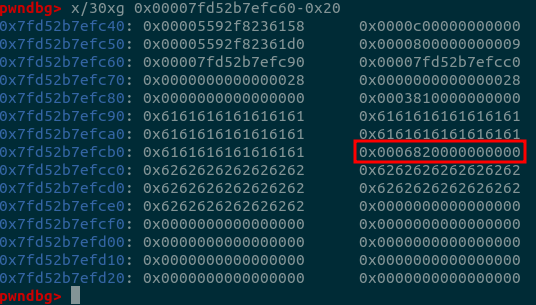 pwndbg> x/30xg 0x00007fd52b7efc60-0x20
0x7fd52b7efc40: 0x00005592f8236158 0x0000c00000000000
0x7fd52b7efc50: 0x00005592f82361d0 0x0000800000000009
0x7fd52b7efc60: 0x00007fd52b7efc90 0x00007fd52b7efcc0
0x7fd52b7efc70: 0x0000000000000028 0x0000000000000028
0x7fd52b7efc80: 0x0000000000000000 0x0003810000000000
0x7fd52b7efc90: 0x6161616161616161 0x6161616161616161
0x7fd52b7efca0: 0x6161616161616161 0x6161616161616161
0x7fd52b7efcb0: 0x6161616161616161 0x0006820000000000
0x7fd52b7efcc0: 0x6262626262626262 0x6262626262626262
0x7fd52b7efcd0: 0x6262626262626262 0x6262626262626262
0x7fd52b7efce0: 0x6262626262626262 0x0000000000000000
0x7fd52b7efcf0: 0x0000000000000000 0x0000000000000000
0x7fd52b7efd00: 0x0000000000000000 0x0000000000000000
0x7fd52b7efd10: 0x0000000000000000 0x0000000000000000
0x7fd52b7efd20: 0x0000000000000000 0x0000000000000000
pwndbg>